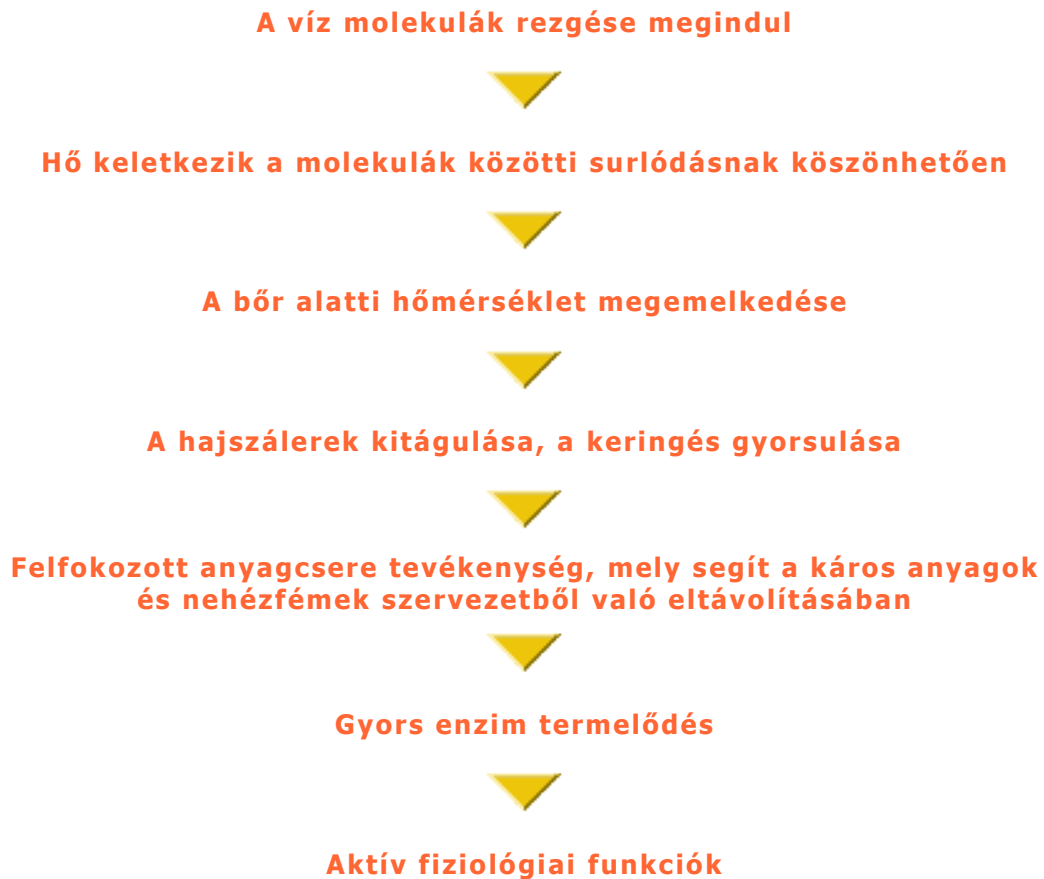 A víz molekulák rezgése megindul
Hő keletkezik a molekulák közötti surlódásnak köszönhetően
A bőr alatti hőmérséklet megemelkedése
A hajszálerek kitágulása, a keringés gyorsulása
Felfokozott anyagcsere tevékenység, mely segít a káros anyagok
és nehézfémek szervezetből való eltávolításában
Gyors enzim termelődés
Aktív fiziológiai funkciók